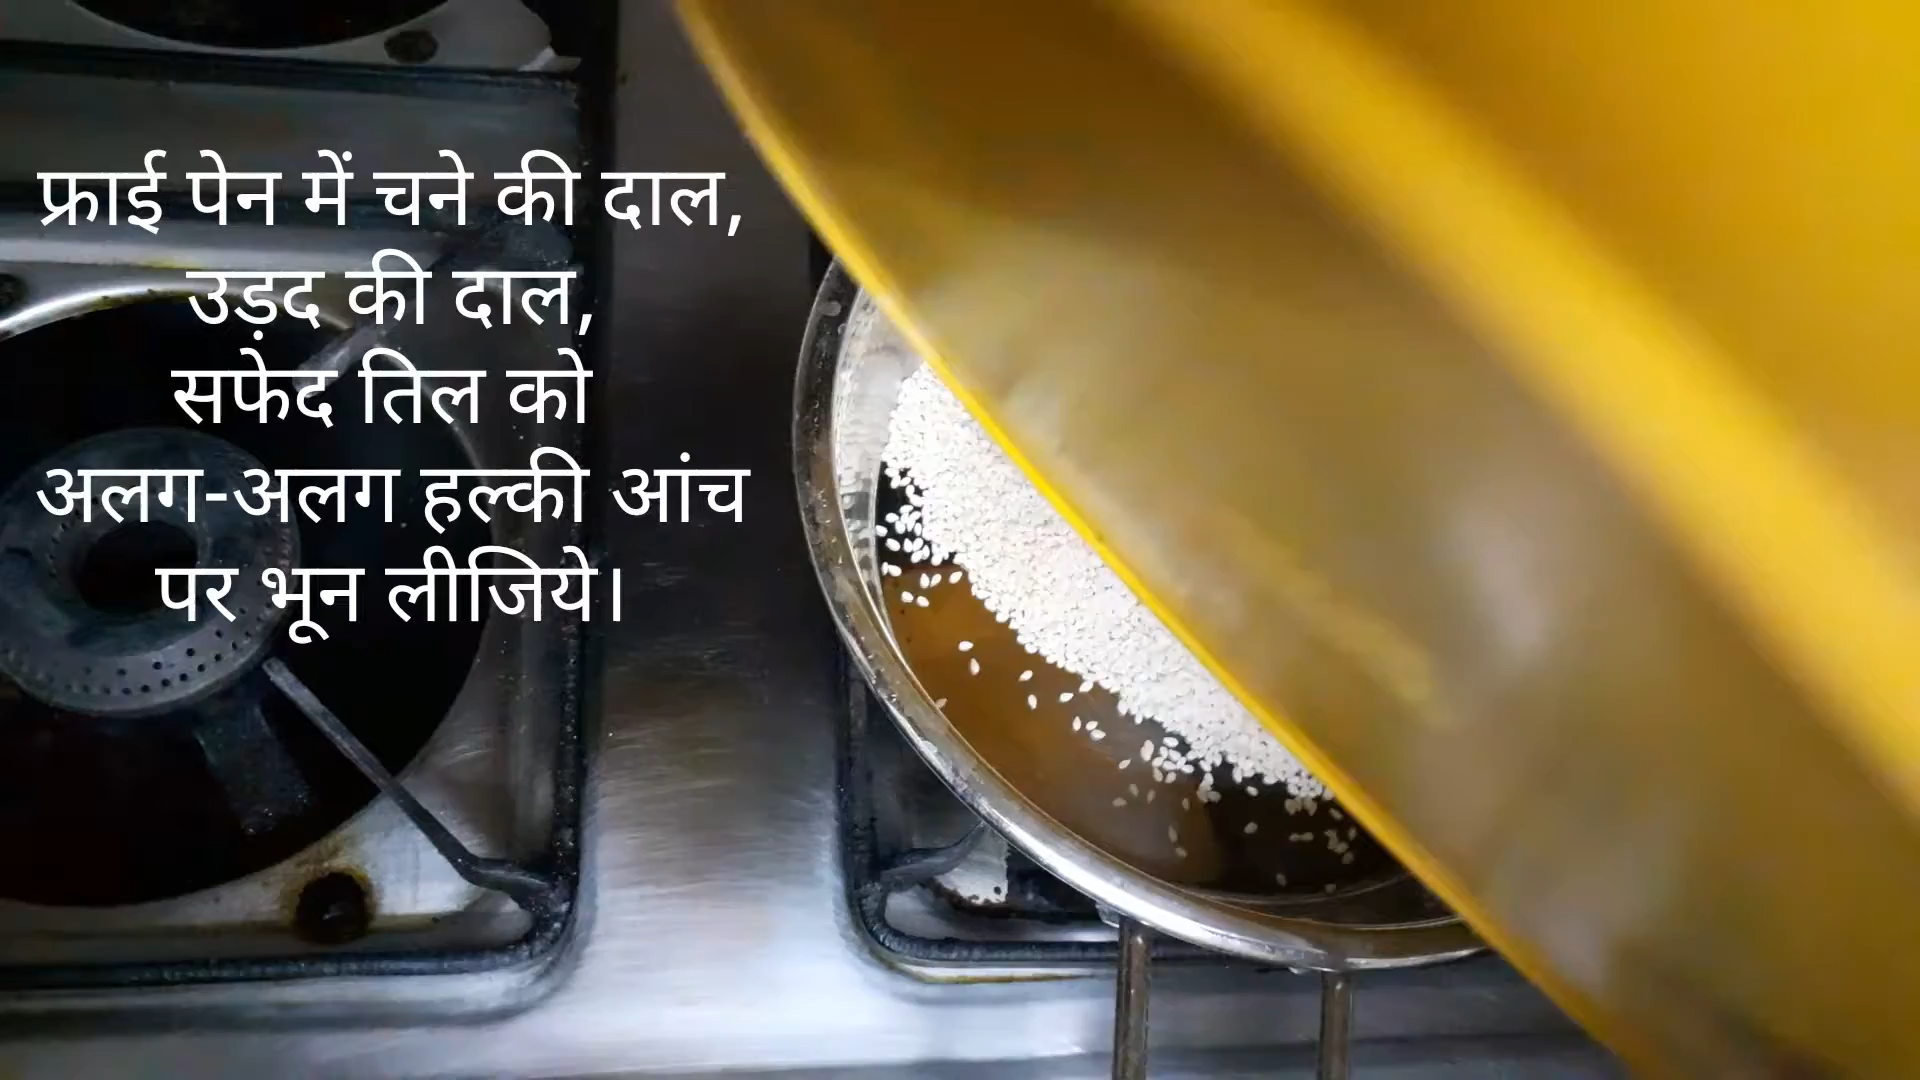 फ्राई पेन में चने की दाल,
उड़द की दाल,
सफेद तिल को
अलग-अलग हल्की आंच
पर भून लीजिये।